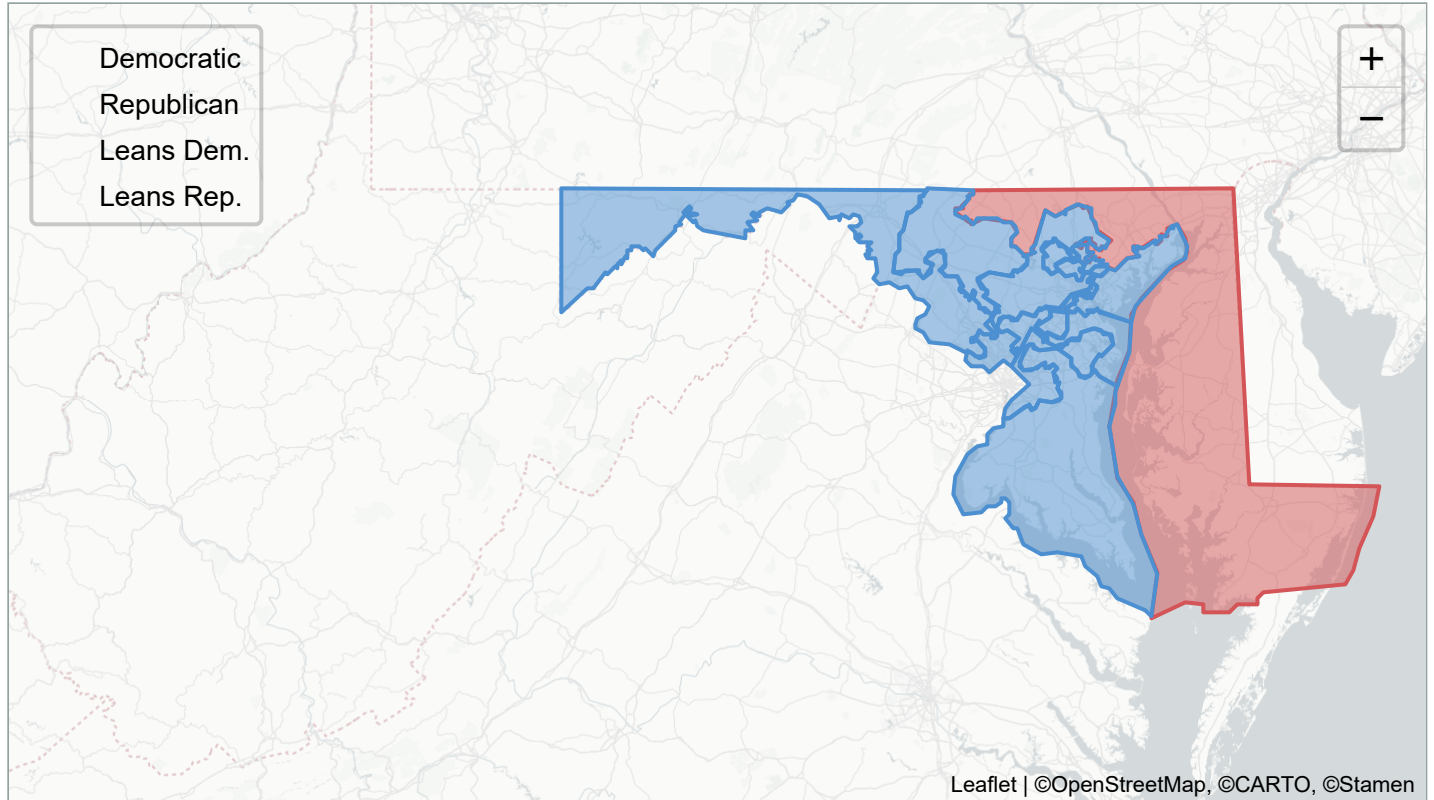 Democratic
Republican
Leans Dem.
Leans Rep.
+
−
Leaflet | ©OpenStreetMap, ©CARTO, ©Stamen